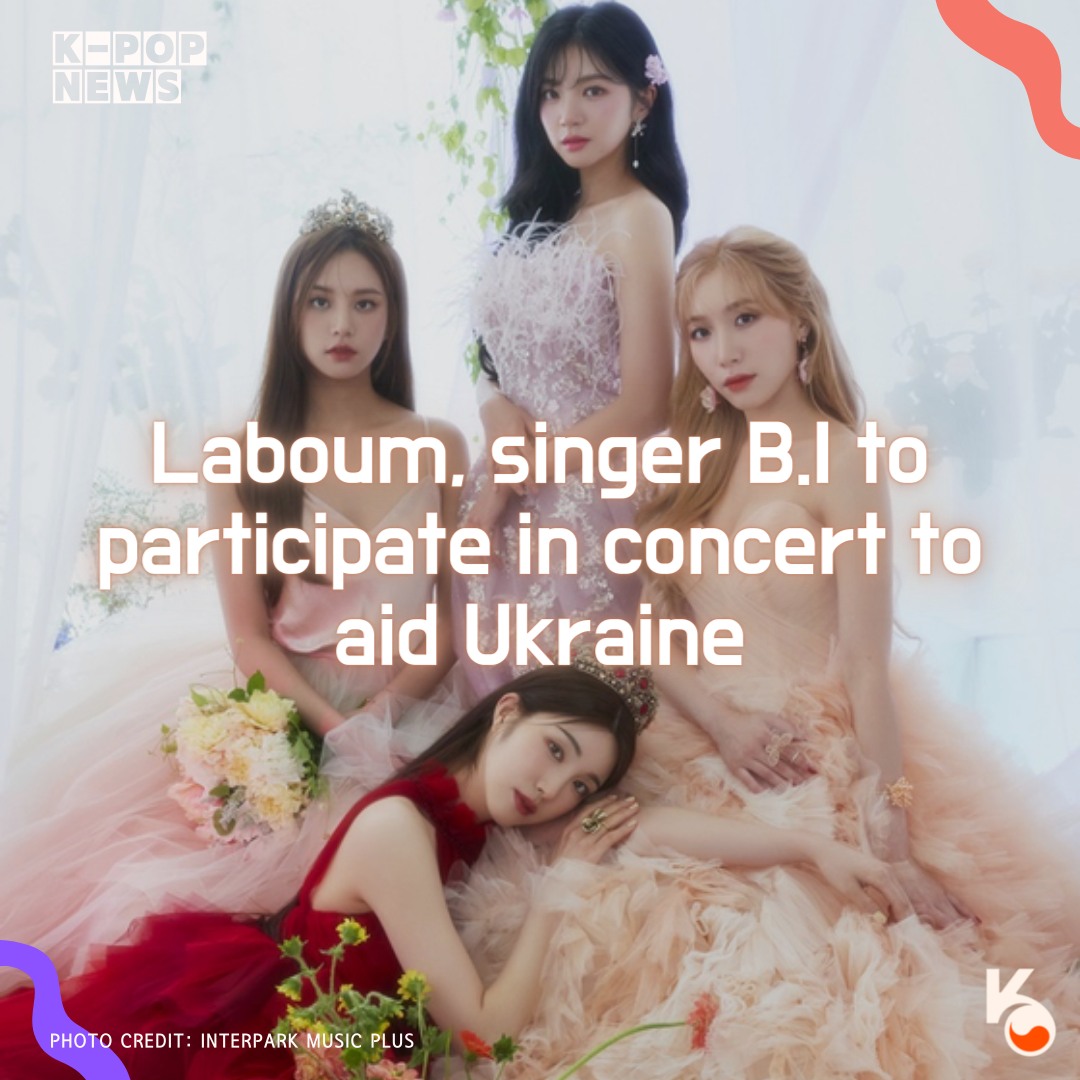 K-POP
NEWS
Laboum, singer B.I to
participate in concert to
aid Ukraine
PHOTO CREDIT: INTERPARK MUSIC PLUS
K